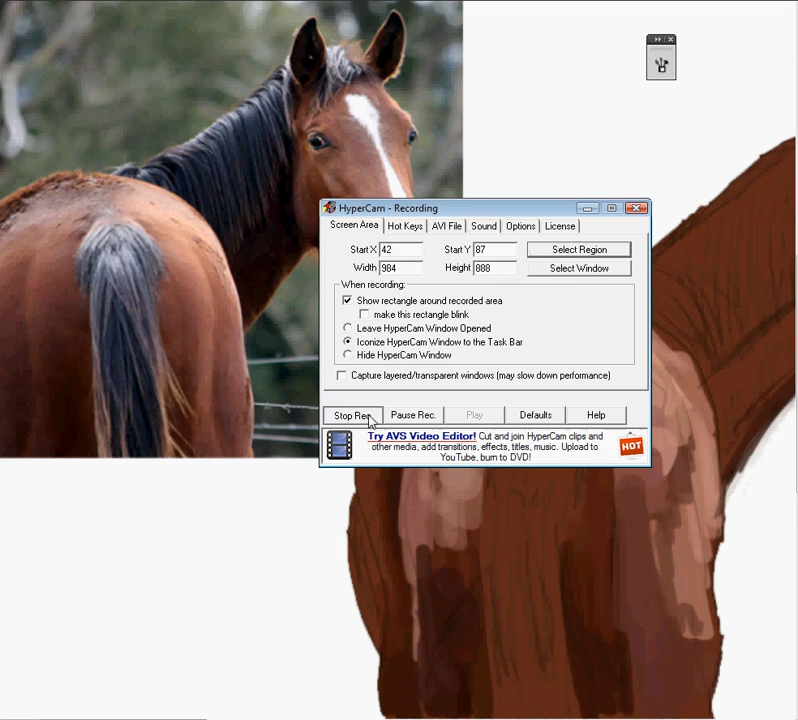 HyperCam - Recording
Screen Area Hot Keys AVI File Sound Options License
Start X 42 Start Y 87 Select Region
Width 984 Height 888 Select Window
When recording:
Show rectangle around recorded area
make this rectangle blink
Leave HyperCam Window Opened
Iconize HyperCam Window to the Task Bar
Hide HyperCam Window
Capture layered/transparent windows (may slow down performance)
Stop Rec. Pause Rec. Play Defaults Help
Try AVS Video Editor! Cut and join HyperCam clips and
other media, add transitions, effects, titles, music. Upload to
YouTube, burn to DVD!
HOT